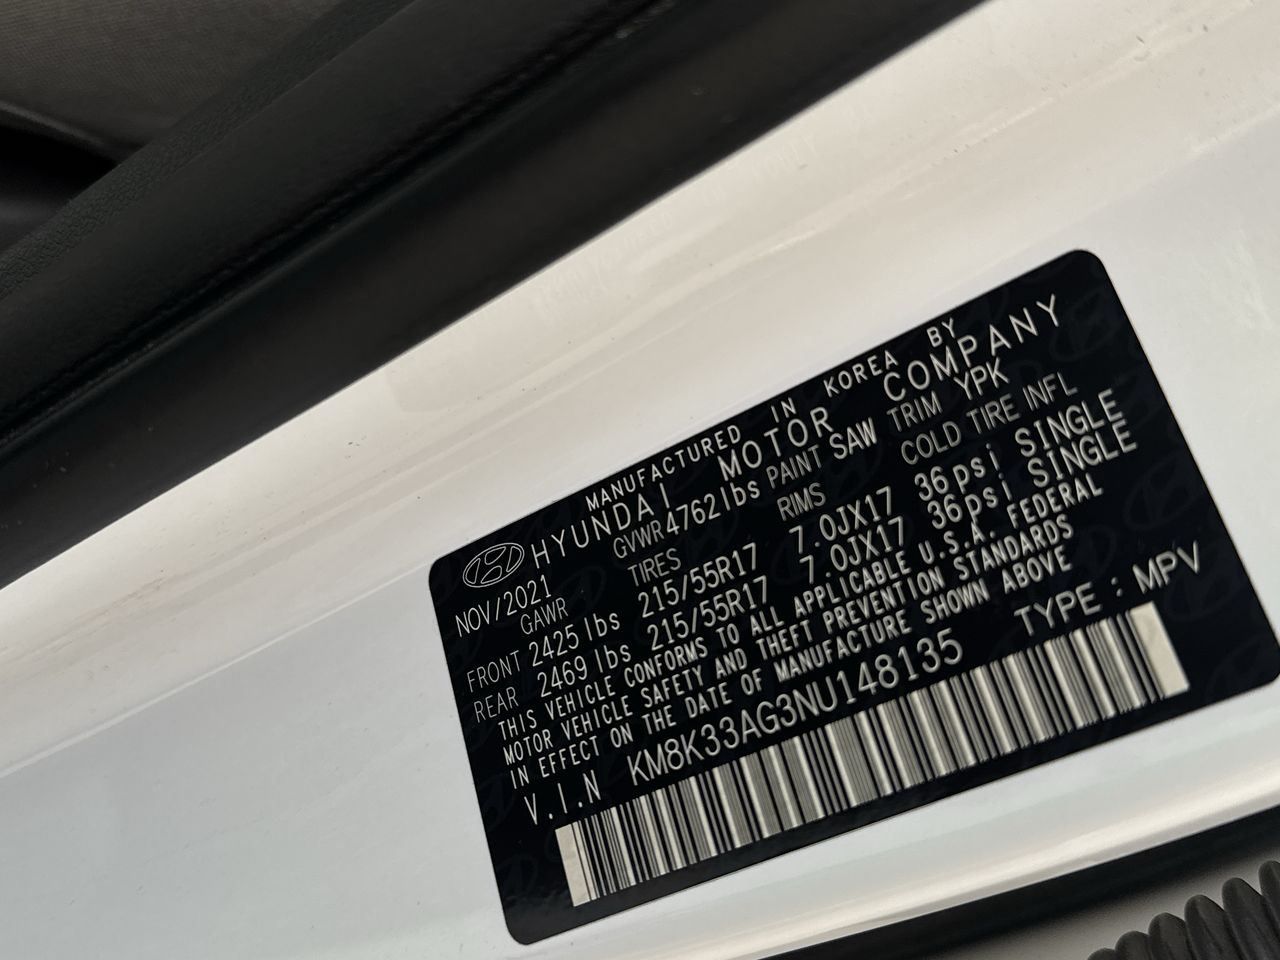 MANUFACTURED IN KOREA BY
HYUNDAI MOTOR COMPANY
NOV/2021 GVWR 4762 lbs PAINT SAW TRIM YPK
GAWR TIRES RIMS COLD TIRE INFL
FRONT 2425 lbs 215/55R17 7.0JX17 36psi SINGLE
REAR 2469 lbs 215/55R17 7.0JX17 36psi SINGLE
THIS VEHICLE CONFORMS TO ALL APPLICABLE U.S.A. FEDERAL
MOTOR VEHICLE SAFETY AND THEFT PREVENTION STANDARDS
IN EFFECT ON THE DATE OF MANUFACTURE SHOWN ABOVE
V.I.N KM8K33AG3NU148135 TYPE : MPV